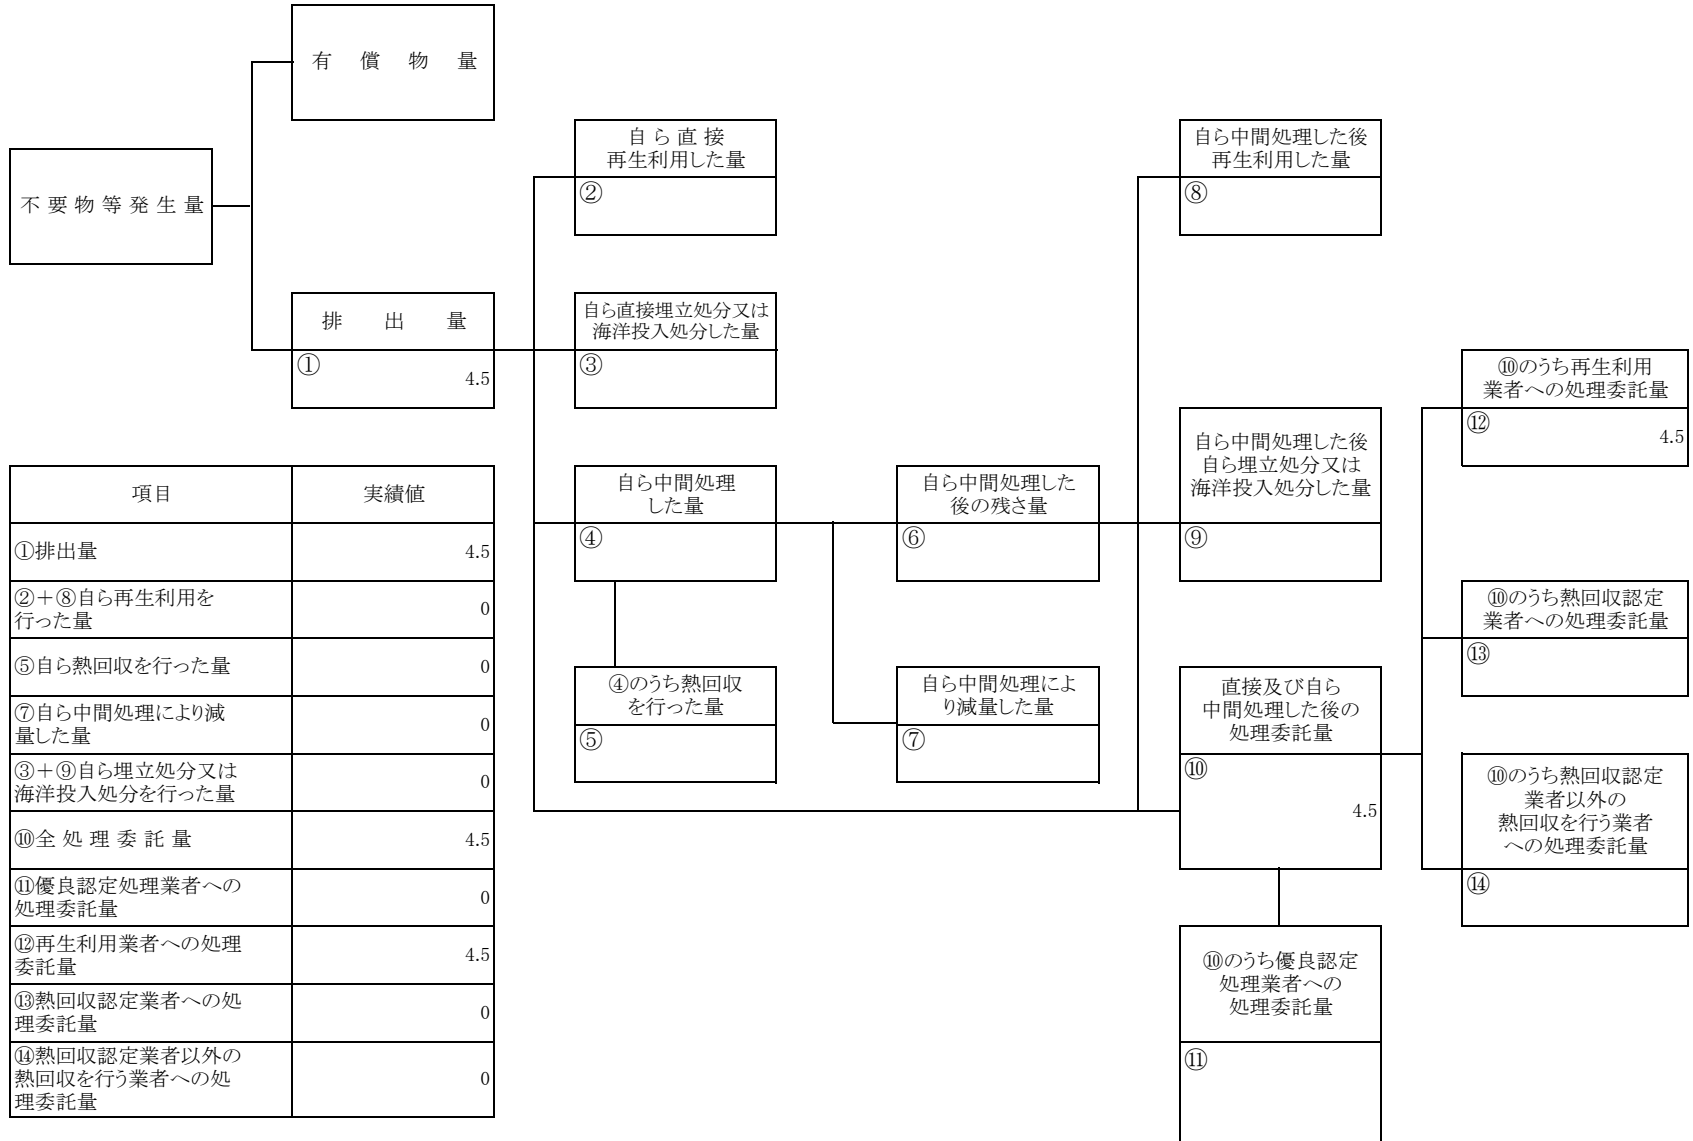 有償物量
不要物等発生量
排出量
①
4.5
自ら直接
再生利用した量
②
自ら直接埋立処分又は
海洋投入処分した量
③
自ら中間処理
した量
④
④のうち熱回収
を行った量
⑤
自ら中間処理した
後の残さ量
⑥
自ら中間処理によ
り減量した量
⑦
自ら中間処理した後
再生利用した量
⑧
自ら中間処理した後
自ら埋立処分又は
海洋投入処分した量
⑨
直接及び自ら
中間処理した後の
処理委託量
⑩
4.5
⑩のうち優良認定
処理業者への
処理委託量
⑪
⑩のうち再生利用
業者への処理委託量
⑫
4.5
⑩のうち熱回収認定
業者への処理委託量
⑬
⑩のうち熱回収認定
業者以外の
熱回収を行う業者
への処理委託量
⑭
項目 実績値
①排出量 4.5
②+⑧自ら再生利用を
行った量 0
⑤自ら熱回収を行った量 0
⑦自ら中間処理により減
量した量 0
③+⑨自ら埋立処分又は
海洋投入処分を行った量 0
⑩全処理委託量 4.5
⑪優良認定処理業者への
処理委託量 0
⑫再生利用業者への処理
委託量 4.5
⑬熱回収認定業者への処
理委託量 0
⑭熱回収認定業者以外の
熱回収を行う業者への処
理委託量 0